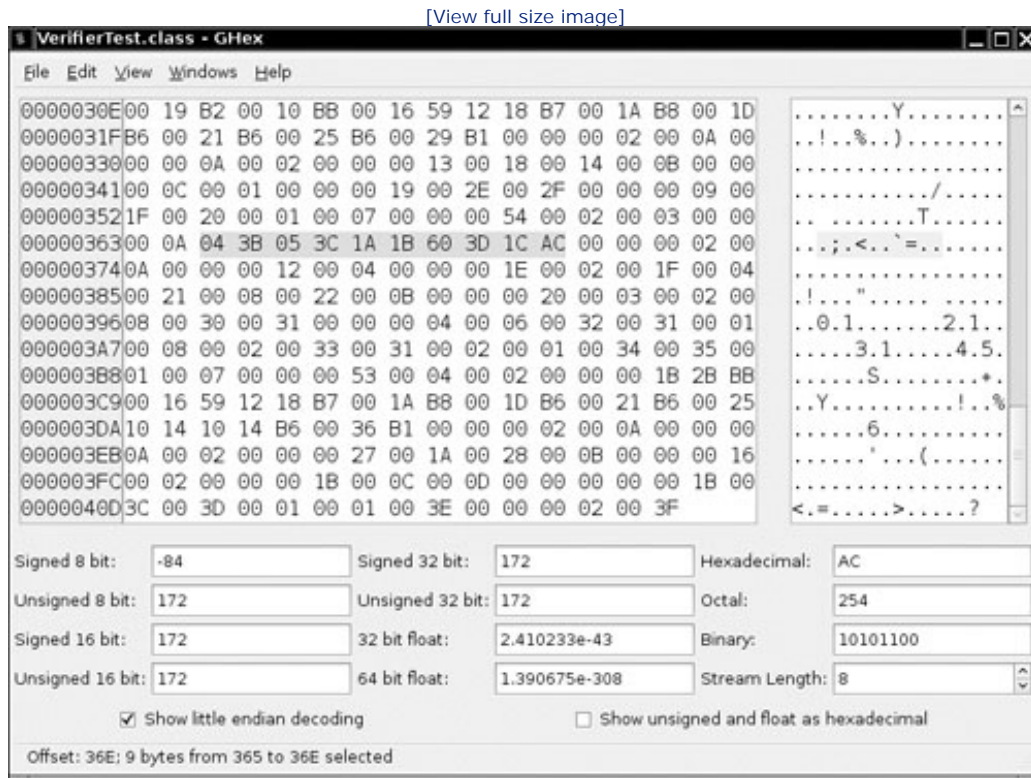 [View full size image]
VerifierTest.class - GHex
File Edit View Windows Help
0000030E 00 19 B2 00 10 BB 00 16 59 12 18 B7 00 1A B8 00 1D ........Y........
0000031F B6 00 21 B6 00 25 B6 00 29 B1 00 00 00 02 00 0A 00 ..!..%..)........
00000330 00 00 0A 00 02 00 00 00 13 00 18 00 14 00 0B 00 00 .................
00000341 00 0C 00 01 00 00 00 19 00 2E 00 2F 00 00 00 09 00 .........../.....
00000352 1F 00 20 00 01 00 07 00 00 00 54 00 02 00 03 00 00 .. .......T......
00000363 00 0A 04 3B 05 3C 1A 1B 60 3D 1C AC 00 00 00 02 00 ...;.<..`=.......
00000374 0A 00 00 00 12 00 04 00 00 00 1E 00 02 00 1F 00 04 .................
00000385 00 21 00 08 00 22 00 0B 00 00 00 20 00 03 00 02 00 .!...".....  .....
00000396 08 00 30 00 31 00 00 00 04 00 06 00 32 00 31 00 01 ..0.1.......2.1..
000003A7 00 08 00 02 00 33 00 31 00 02 00 01 00 34 00 35 00 .....3.1.....4.5.
000003B8 01 00 07 00 00 00 53 00 04 00 02 00 00 00 1B 2B BB ......S........+.
000003C9 00 16 59 12 18 B7 00 1A B8 00 1D B6 00 21 B6 00 25 ..Y..........!..%
000003DA 10 14 10 14 B6 00 36 B1 00 00 00 02 00 0A 00 00 00 ......6..........
000003EB 0A 00 02 00 00 00 27 00 1A 00 28 00 0B 00 00 00 16 ......'...(......
000003FC 00 02 00 00 00 1B 00 0C 00 0D 00 00 00 00 00 1B 00 .................
0000040D 3C 00 3D 00 01 00 01 00 3E 00 00 00 02 00 3F <.=.....>.....?
Signed 8 bit: -84 Signed 32 bit: 172 Hexadecimal: AC
Unsigned 8 bit: 172 Unsigned 32 bit: 172 Octal: 254
Signed 16 bit: 172 32 bit float: 2.410233e-43 Binary: 10101100
Unsigned 16 bit: 172 64 bit float: 1.390675e-308 Stream Length: 8
Show little endian decoding Show unsigned and float as hexadecimal
Offset: 36E; 9 bytes from 365 to 36E selected